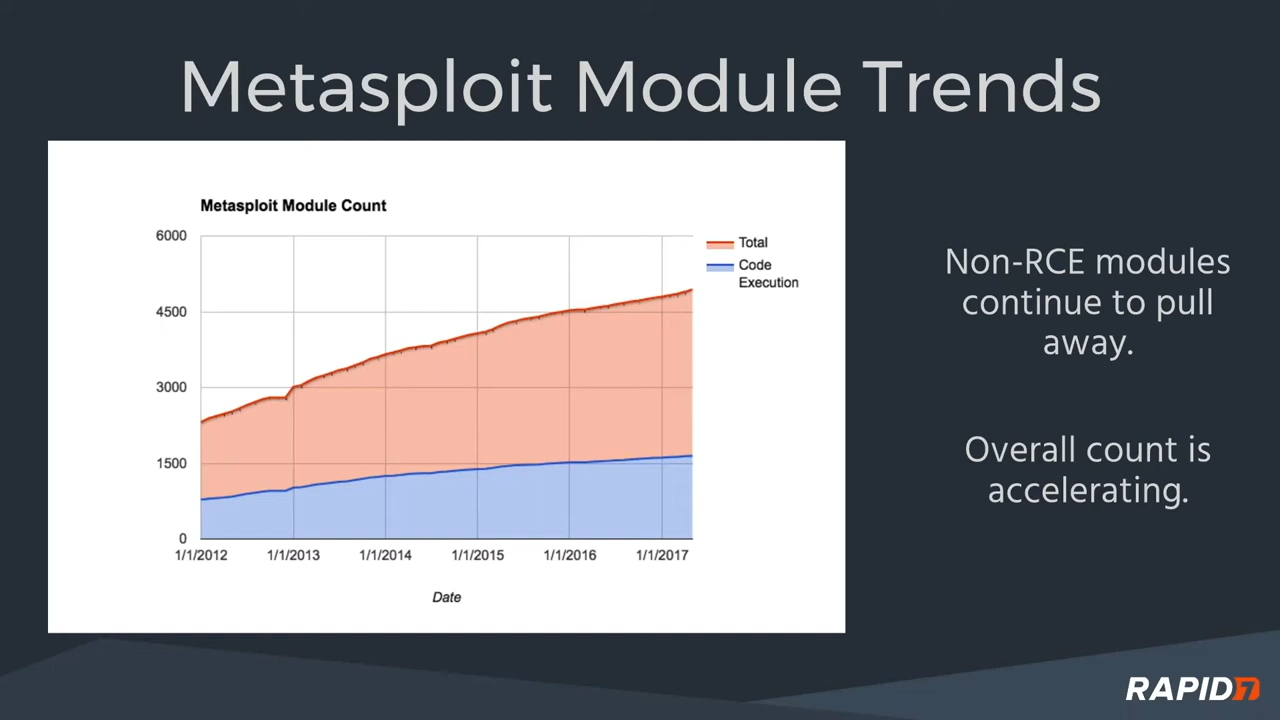 Metasploit Module Trends
Metasploit Module Count
6000
4500
3000
1500
0
1/1/2012 1/1/2013 1/1/2014 1/1/2015 1/1/2016 1/1/2017
Date
Total
Code
Execution
Non-RCE modules
continue to pull
away.
Overall count is
accelerating.
RAPID7